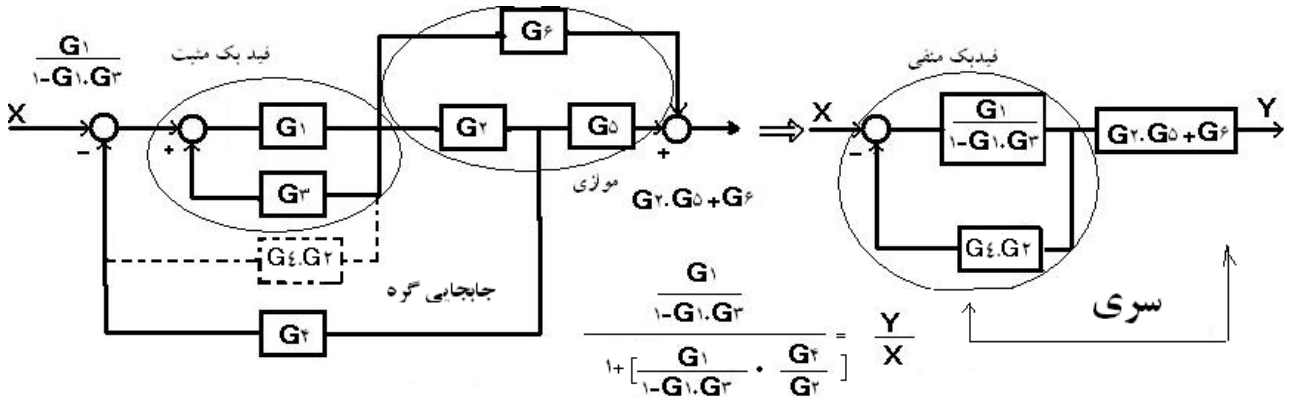 G۱
۱-G۱.G۳
فید بک مثبت
G۶
فیدبک منفی
X
G۱
G۲
G۵
-
+
+
X
G۱
۱-G۱.G۳
G۲.G۵+G۶
Y
-
G۳
موازی
G۲.G۵+G۶
G٤.G۲
G٤.G۲
جابجایی گره
G۴
سری
G۱
۱-G۱.G۳
۱+[G۱
۱-G۱.G۳
. G۴
G۲]
= Y
X